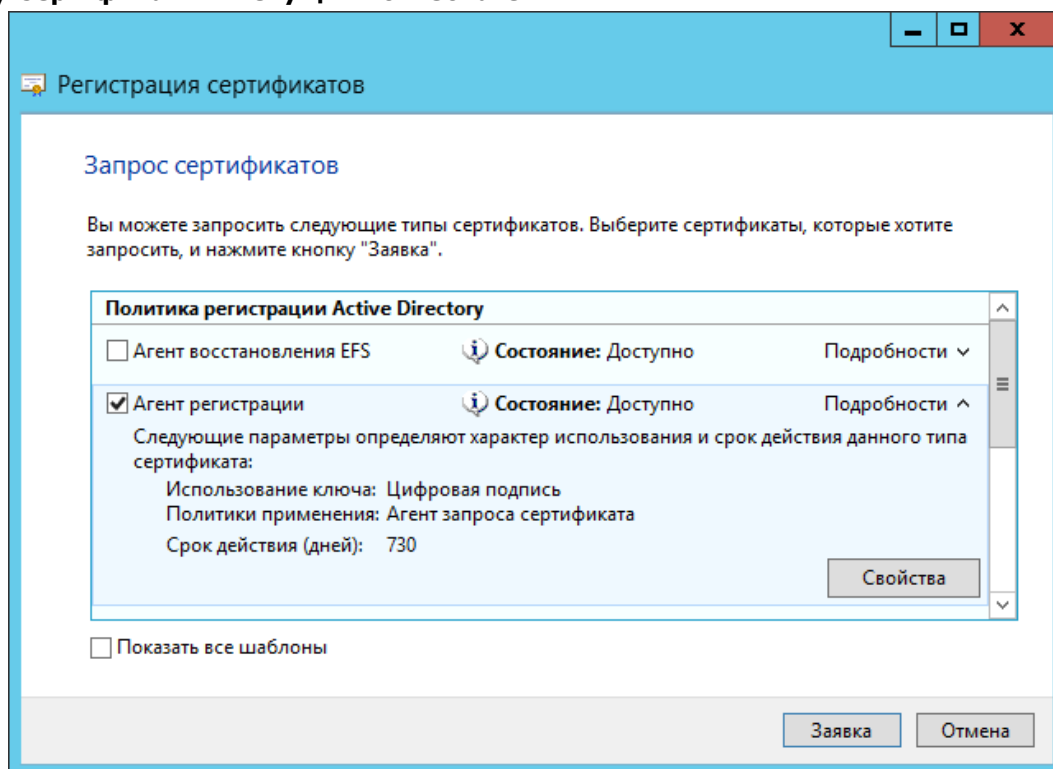 Регистрация сертификатов
Запрос сертификатов
Вы можете запросить следующие типы сертификатов. Выберите сертификаты, которые хотите
запросить, и нажмите кнопку "Заявка".
Политика регистрации Active Directory
Агент восстановления EFS Состояние: Доступно Подробности
Агент регистрации Состояние: Доступно Подробности
Следующие параметры определяют характер использования и срок действия данного типа
сертификата:
Использование ключа: Цифровая подпись
Политики применения: Агент запроса сертификата
Срок действия (дней): 730
Свойства
Показать все шаблоны
Заявка Отмена